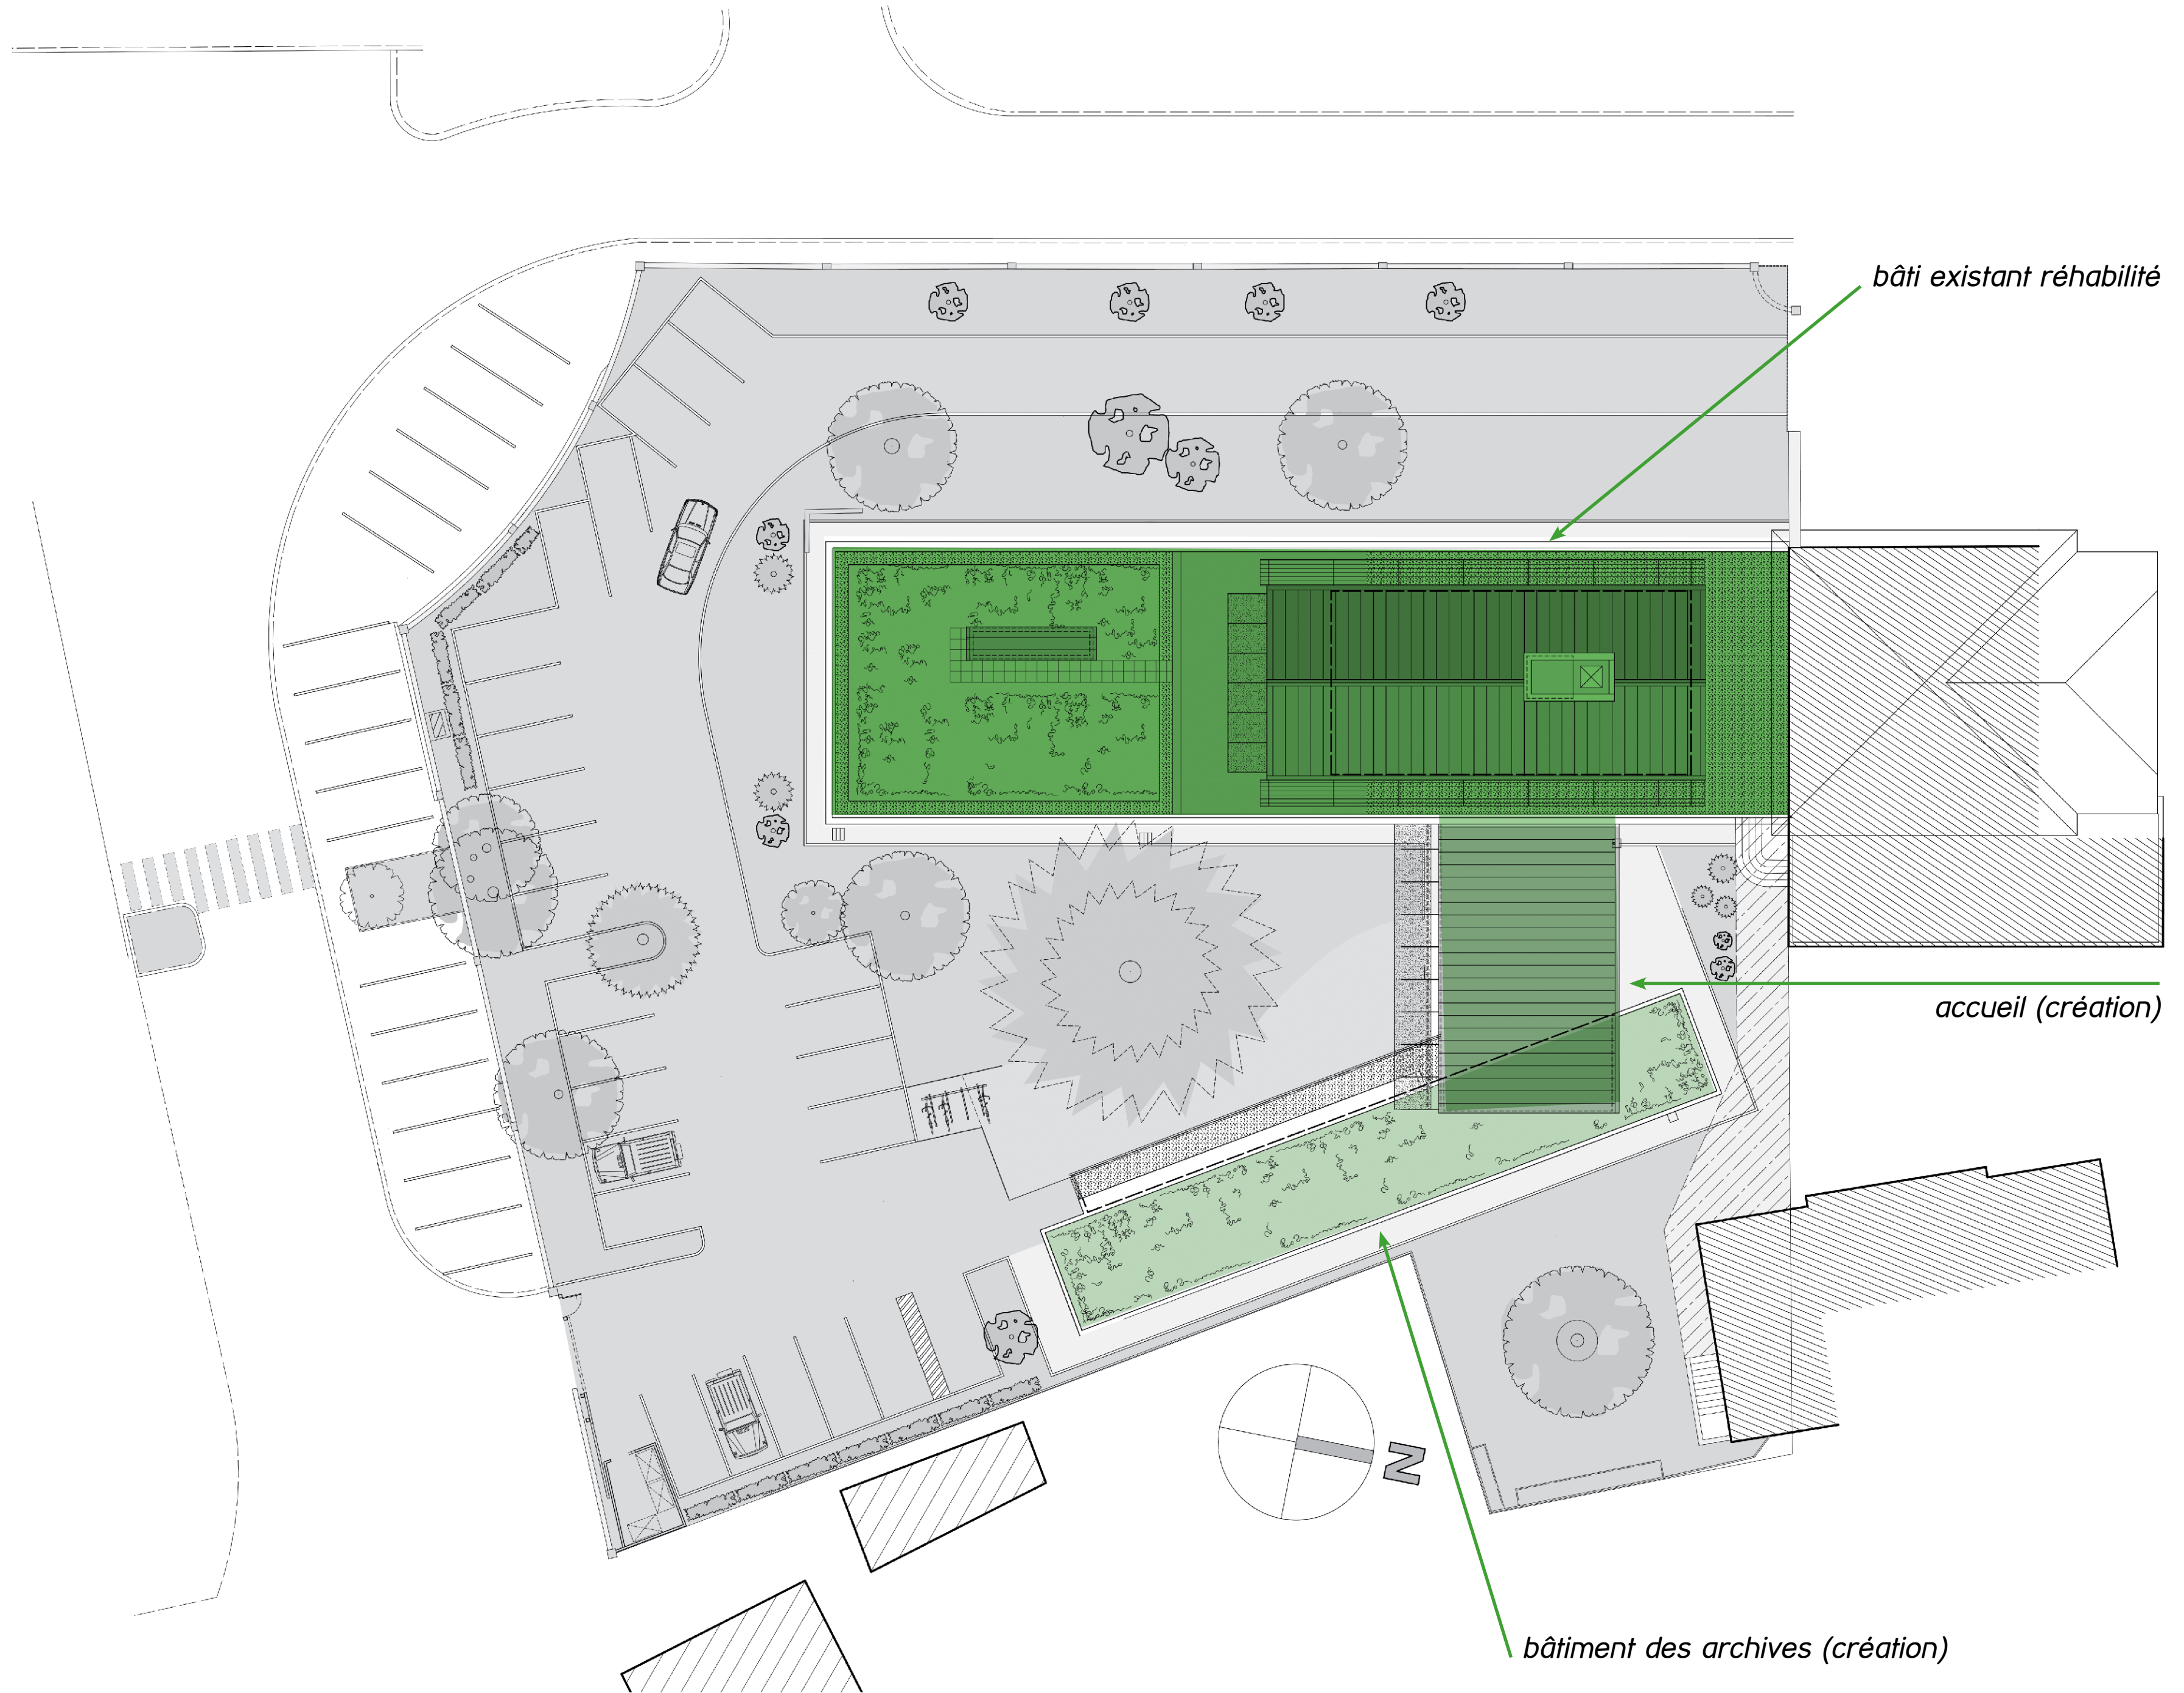 bâti existant réhabilité
accueil (création)
N
bâtiment des archives (création)